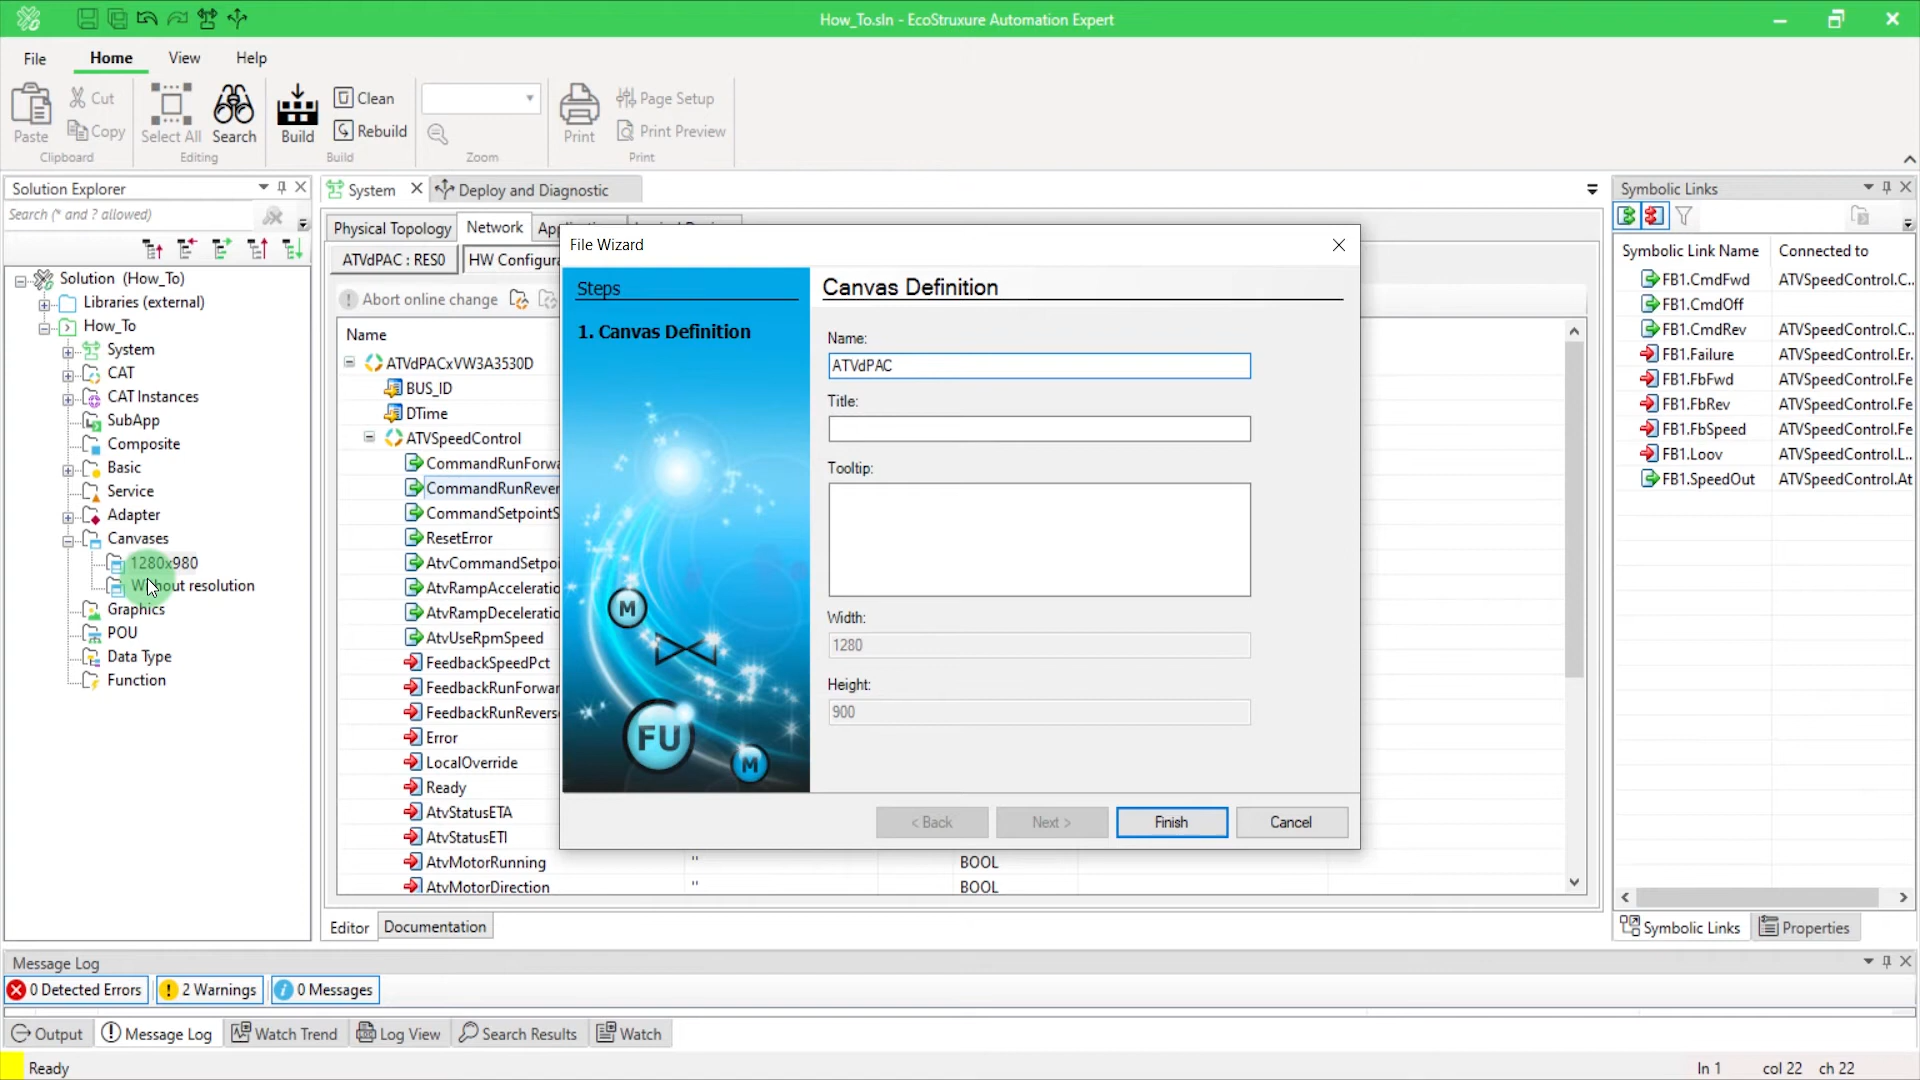 How_To.sln - EcoStruxure Automation Expert
File Home View Help
Paste Cut Copy Select All Search Build Clean Rebuild Print Page Setup Print Preview
Clipboard Editing Build Zoom Print
Solution Explorer
Search (* and ? allowed)
Solution (How_To)
Libraries (external)
How_To
System
CAT
CAT Instances
SubApp
Composite
Basic
Service
Adapter
Canvases
1280x980
Without resolution
Graphics
POU
Data Type
Function
System Deploy and Diagnostic
Physical Topology Network
ATVdPAC : RES0 HW Configura
Abort online change
Name
ATVdPACxVW3A3530D
BUS_ID
DTime
ATVSpeedControl
CommandRunForwa
CommandRunRever
CommandSetpointS
ResetError
AtvCommandSetpoi
AtvRampAcceleratio
AtvRampDeceleratio
AtvUseRpmSpeed
FeedbackSpeedPct
FeedbackRunForwar
FeedbackRunReverse
Error
LocalOverride
Ready
AtvStatusETA
AtvStatusETI
AtvMotorRunning '' BOOL
AtvMotorDirection '' BOOL
Editor Documentation
File Wizard
Steps
1. Canvas Definition
M
FU
M
Canvas Definition
Name:
ATVdPAC
Title:
Tooltip:
Width:
1280
Height:
900
< Back Next > Finish Cancel
Symbolic Links
Symbolic Link Name Connected to
FB1.CmdFwd ATVSpeedControl.C..
FB1.CmdOff
FB1.CmdRev ATVSpeedControl.C..
FB1.Failure ATVSpeedControl.Er.
FB1.FbFwd ATVSpeedControl.Fe
FB1.FbRev ATVSpeedControl.Fe
FB1.FbSpeed ATVSpeedControl.Fe
FB1.Loov ATVSpeedControl.L..
FB1.SpeedOut ATVSpeedControl.At
Symbolic Links Properties
Message Log
0 Detected Errors 2 Warnings 0 Messages
Output Message Log Watch Trend Log View Search Results Watch
Ready ln 1 col 22 ch 22